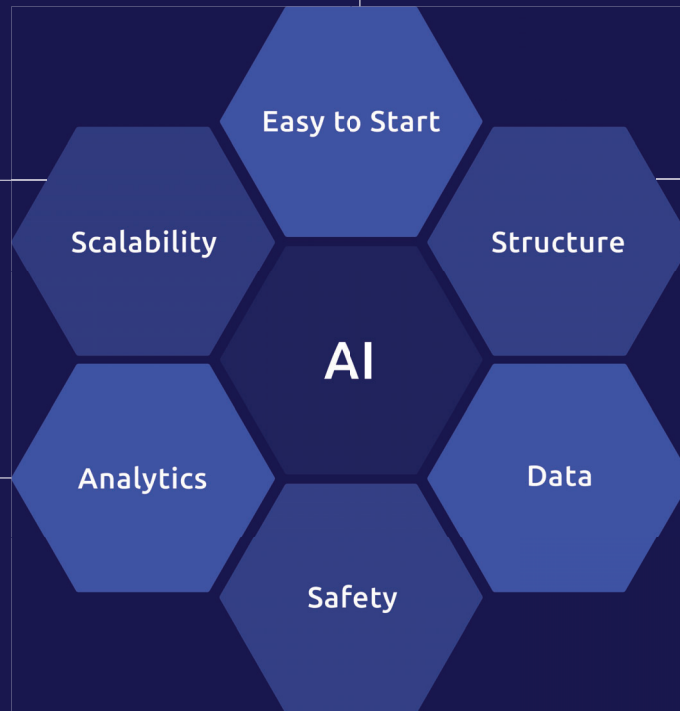 Easy to Start
Scalability
Structure
AI
Analytics
Data
Safety